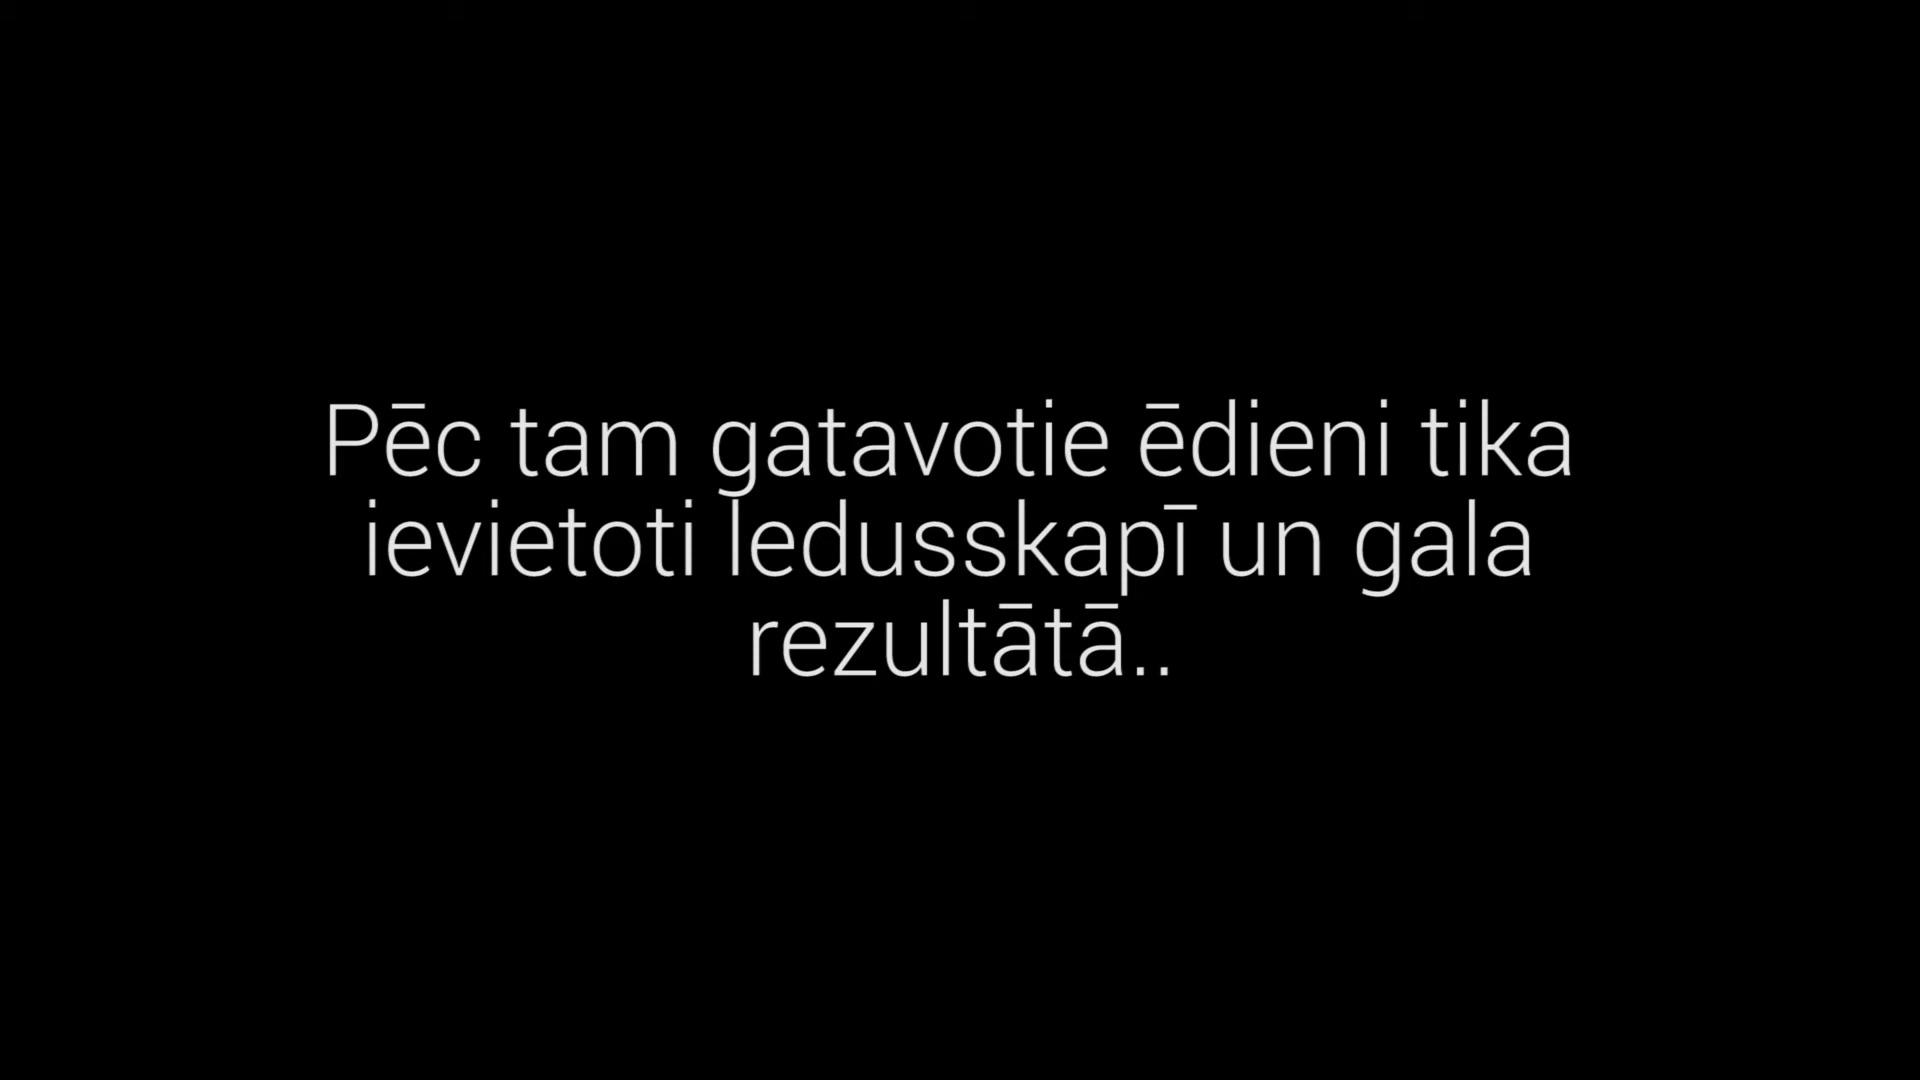 Pēc tam gatavotie ēdieni tika
ievietoti ledusskapī un gala
rezultātā..